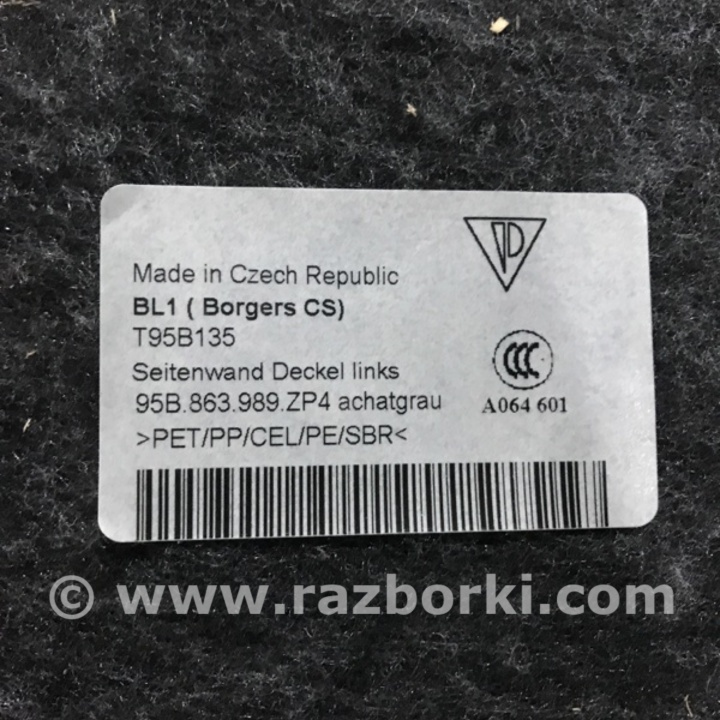 Made in Czech Republic
BL1 ( Borgers CS)
T95B135
Seitenwand Deckel links
95B.863.989.ZP4 achatgrau
>PET/PP/CEL/PE/SBR<
CCC
A064 601
© www.razborki.com